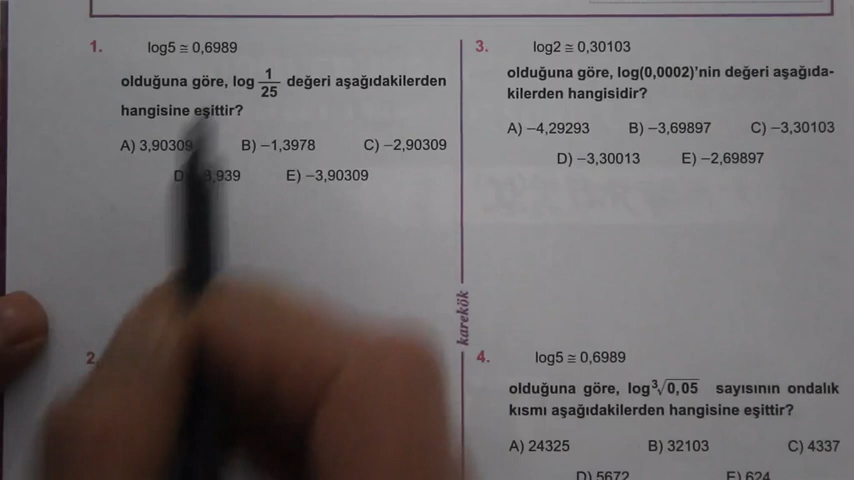 1.
log5 ≅ 0,6989
olduğuna göre, log 1/25 değeri aşağıdakilerden
hangisine eşittir?
A) 3,90309 B) −1,3978 C) −2,90309
E) −3,90309
2.
karekök
3.
log2 ≅ 0,30103
olduğuna göre, log(0,0002)'nin değeri aşağıda-
kilerden hangisidir?
A) −4,29293 B) −3,69897 C) −3,30103
D) −3,30013 E) −2,69897
4.
log5 ≅ 0,6989
olduğuna göre, log ³√0,05 sayısının ondalık
kısmı aşağıdakilerden hangisine eşittir?
A) 24325 B) 32103 C) 4337
D) 5672 E) 624